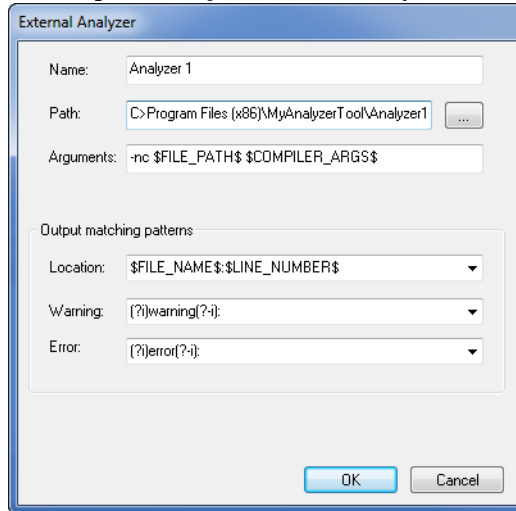 External Analyzer
Name: Analyzer 1
Path: C>Program Files (x86)\MyAnalyzerTool\Analyzer1 ...
Arguments: -nc $FILE_PATH$ $COMPILER_ARGS$
Output matching patterns
Location: $FILE_NAME$:$LINE_NUMBER$
Warning: (?i)warning(?-i):
Error: (?i)error(?-i):
OK Cancel